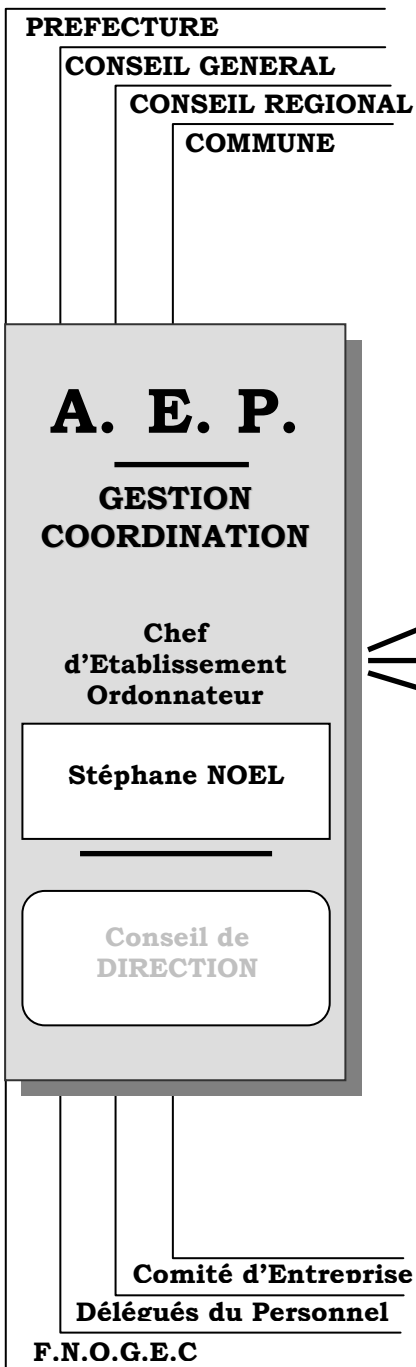 PREFECTURE
CONSEIL GENERAL
CONSEIL REGIONAL
COMMUNE
A. E. P.
GESTION
COORDINATION
Chef
d'Etablissement
Ordonnateur
Stéphane NOEL
Conseil de
DIRECTION
Comité d'Entreprise
Délégués du Personnel
F.N.O.G.E.C